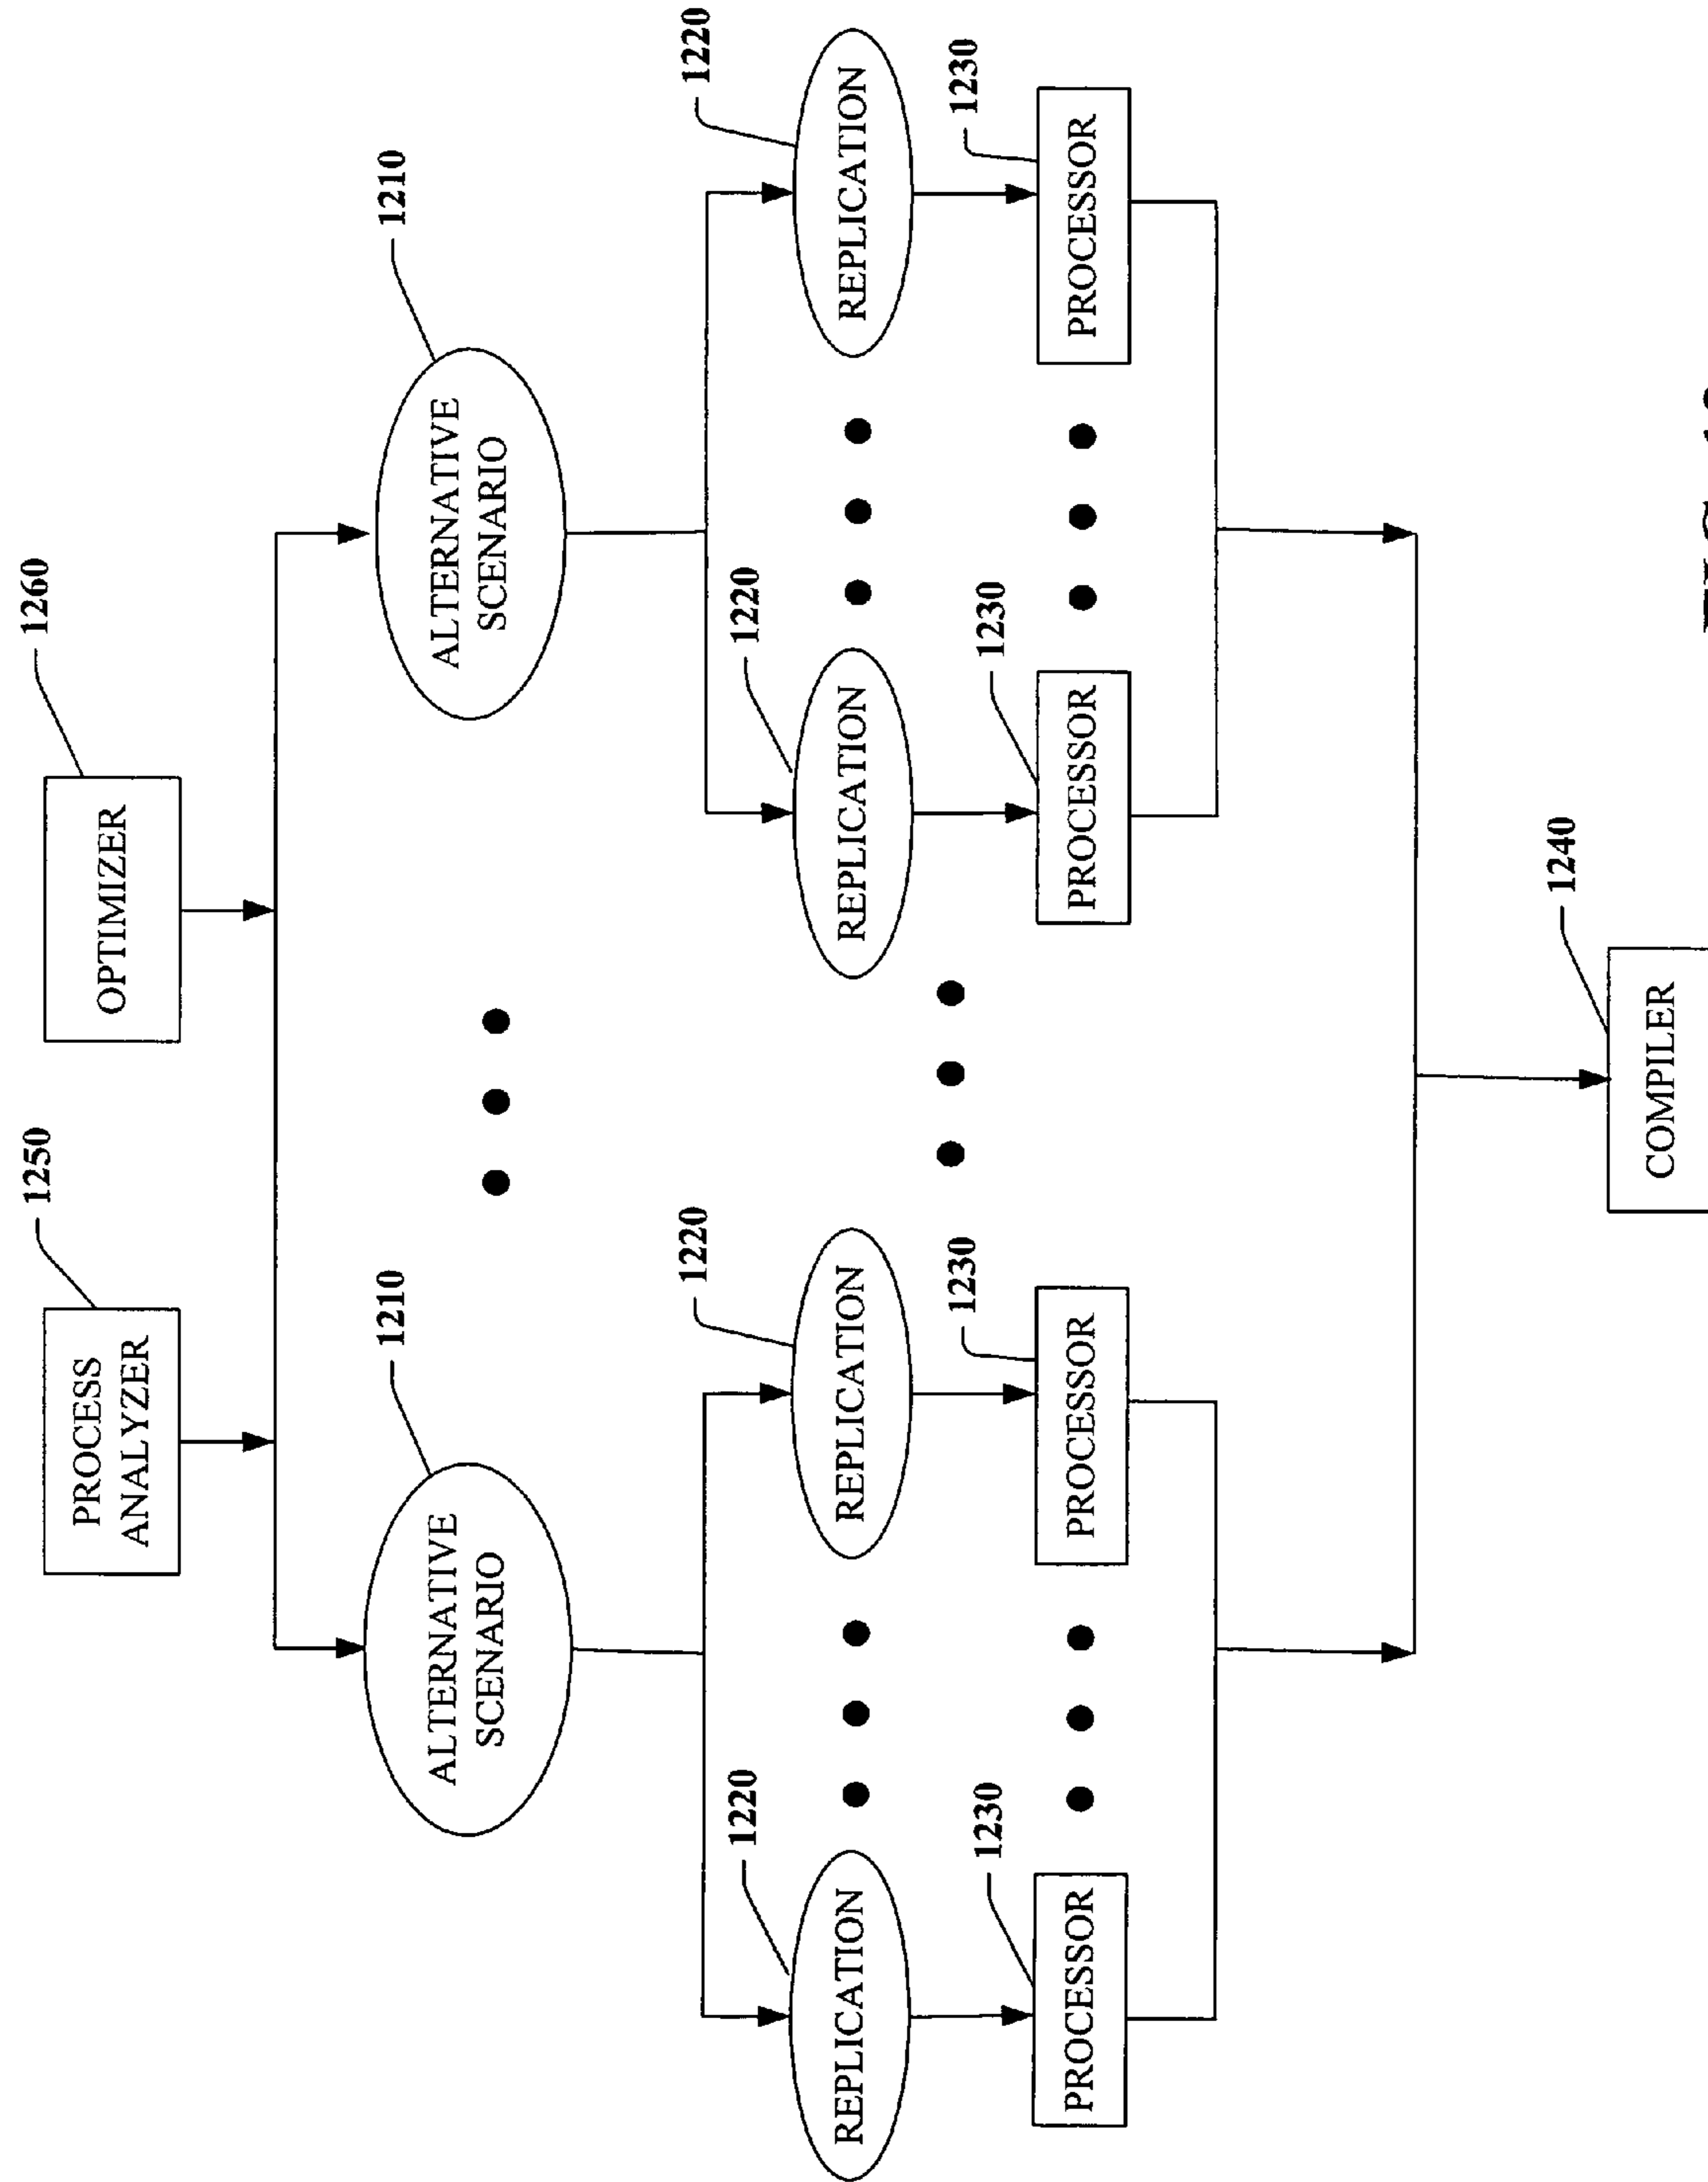 1250
1260
PROCESS
ANALYZER
OPTIMIZER
1210
1210
ALTERNATIVE
SCENARIO
ALTERNATIVE
SCENARIO
1220
1220
1220
1220
REPLICATION
REPLICATION
REPLICATION
REPLICATION
1230
1230
1230
1230
PROCESSOR
PROCESSOR
PROCESSOR
PROCESSOR
1240
COMPILER